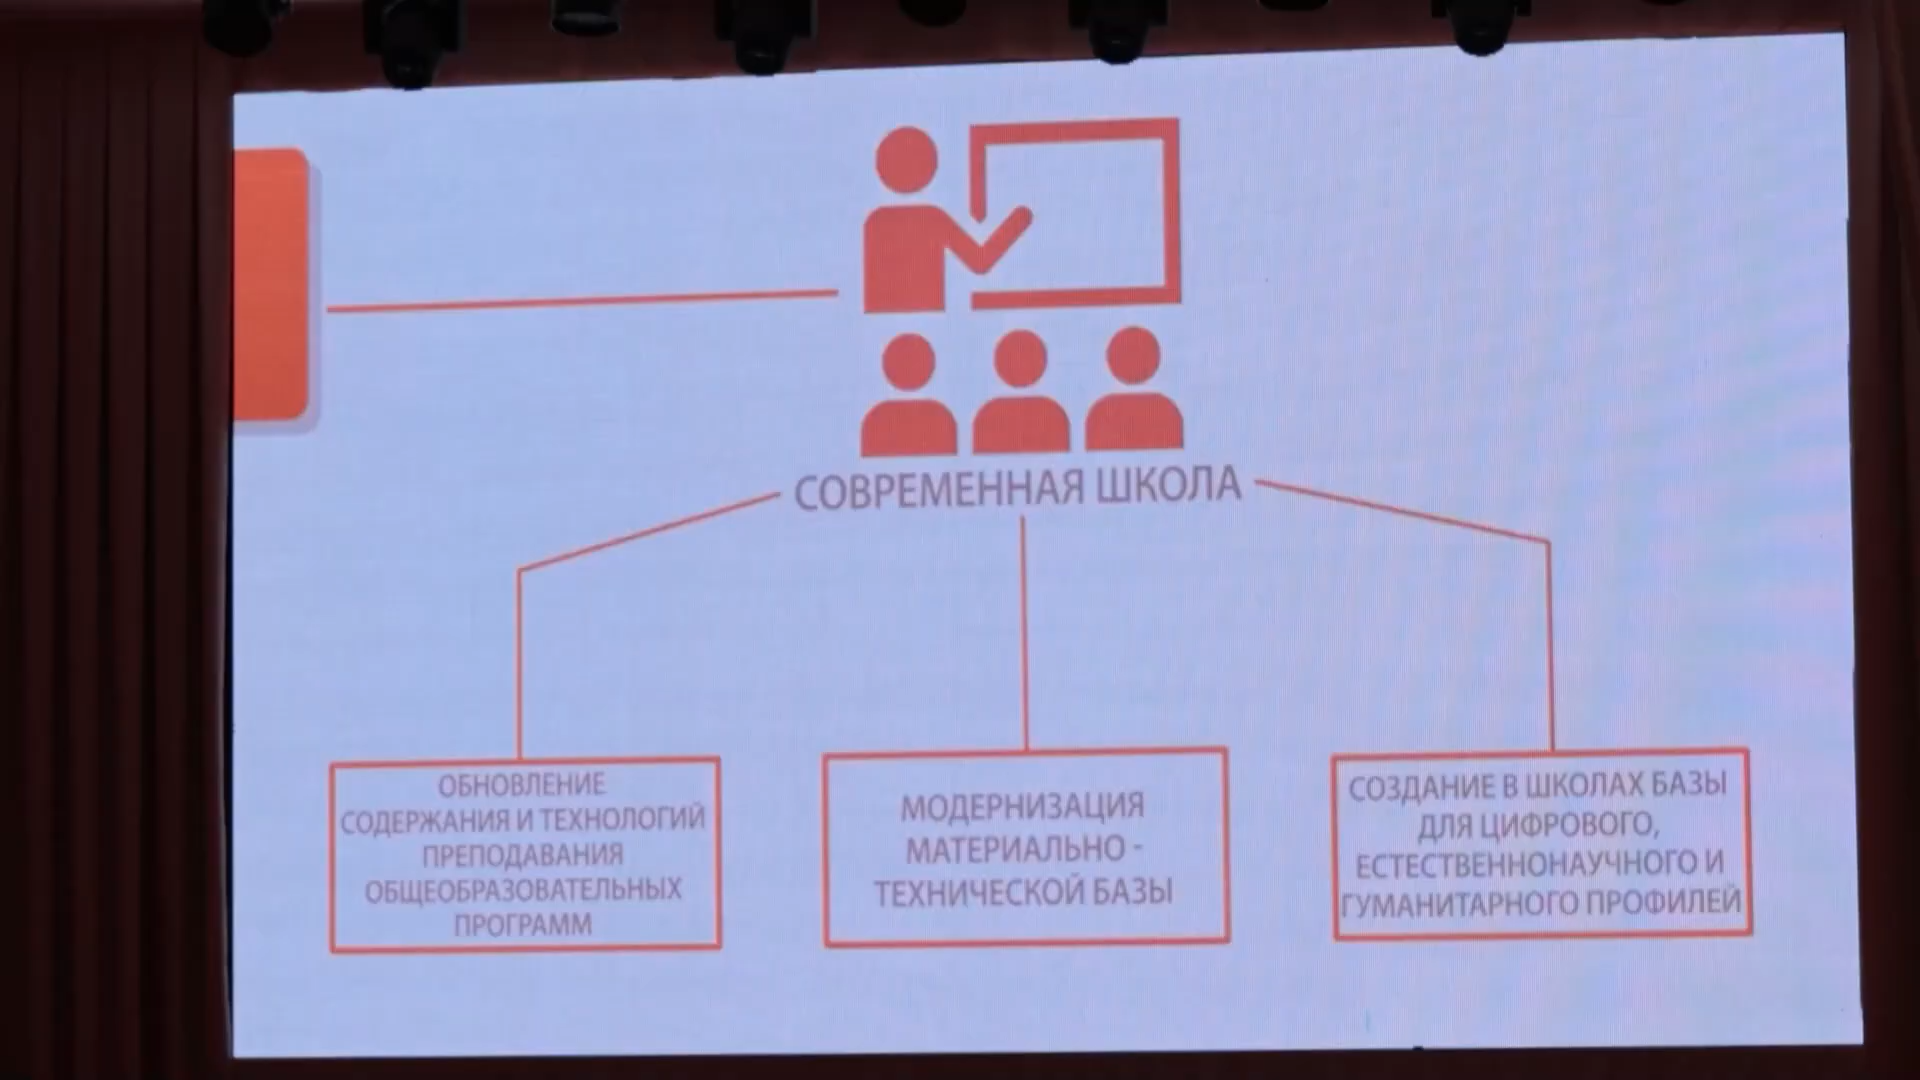 СОВРЕМЕННАЯ ШКОЛА
ОБНОВЛЕНИЕ
СОДЕРЖАНИЯ И ТЕХНОЛОГИЙ
ПРЕПОДАВАНИЯ
ОБЩЕОБРАЗОВАТЕЛЬНЫХ
ПРОГРАММ
МОДЕРНИЗАЦИЯ
МАТЕРИАЛЬНО -
ТЕХНИЧЕСКОЙ БАЗЫ
СОЗДАНИЕ В ШКОЛАХ БАЗЫ
ДЛЯ ЦИФРОВОГО,
ЕСТЕСТВЕННОНАУЧНОГО И
ГУМАНИТАРНОГО ПРОФИЛЕЙ